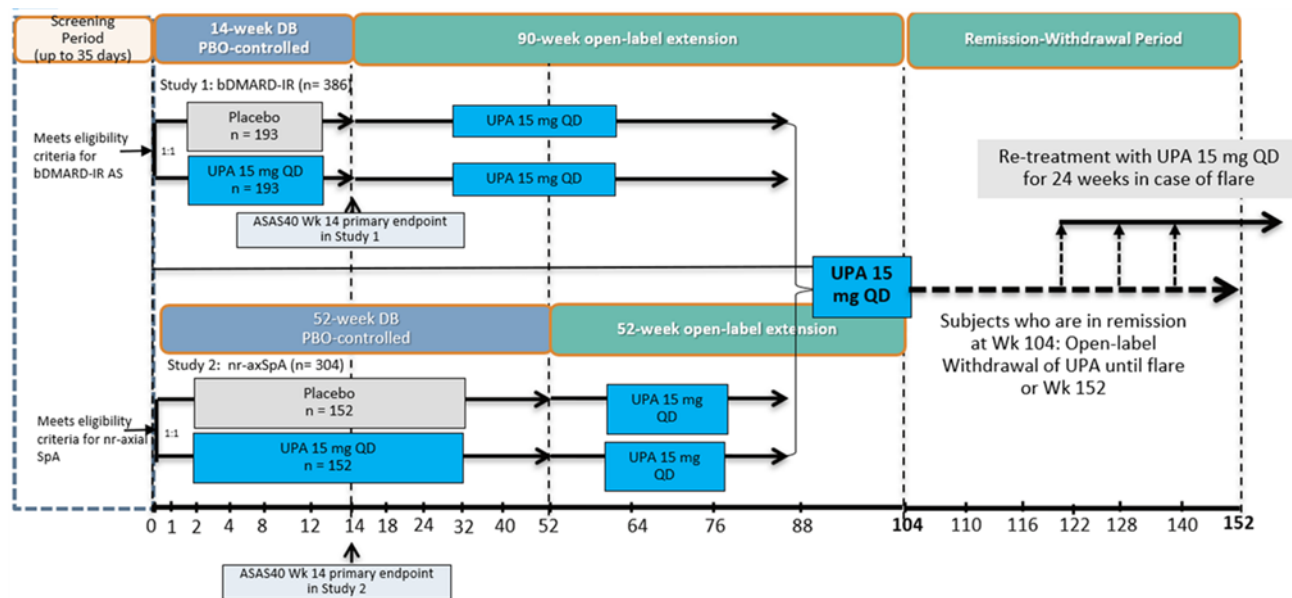 Screening
Period
(up to 35 days)
14-week DB
PBO-controlled
90-week open-label extension
Remission-Withdrawal Period
Study 1: bDMARD-IR (n= 386)
Placebo
n = 193
UPA 15 mg QD
Meets eligibility
criteria for
bDMARD-IR AS
1:1
UPA 15 mg QD
n = 193
UPA 15 mg QD
Re-treatment with UPA 15 mg QD
for 24 weeks in case of flare
ASAS40 Wk 14 primary endpoint
in Study 1
UPA 15
mg QD
52-week DB
PBO-controlled
52-week open-label extension
Subjects who are in remission
at Wk 104: Open-label
Withdrawal of UPA until flare
or Wk 152
Study 2: nr-axSpA (n= 304)
Placebo
n = 152
UPA 15 mg
QD
Meets eligibility
criteria for nr-axial
SpA
1:1
UPA 15 mg QD
n = 152
UPA 15 mg
QD
0 1 2 4 8 12 14 18 24 32 40 52 64 76 88 104 110 116 122 128 140 152
ASAS40 Wk 14 primary endpoint
in Study 2